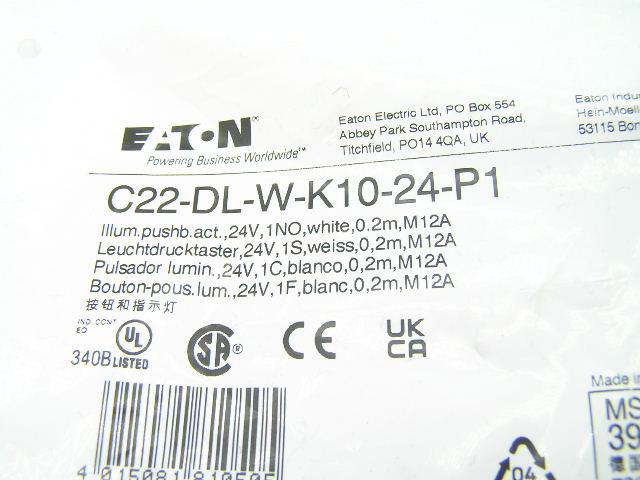 EATON®
Powering Business Worldwide™
Eaton Electric Ltd, PO Box 554
Abbey Park Southampton Road,
Titchfield, PO14 4QA, UK
Eaton Indu
Hein-Moell
53115 Bon
C22-DL-W-K10-24-P1
Illum.pushb.act.,24V,1NO,white,0.2m,M12A
Leuchtdrucktaster,24V,1S,weiss,0,2m,M12A
Pulsador lumin.,24V,1C,blanco,0,2m,M12A
Bouton-pous.lum.,24V,1F,blanc,0,2m,M12A
按钮和指示灯
IND CONT
EQ
340B
UL
LISTED
SA®
CE
UK
CA
Made in
MS
39
德国
4 015081 810505
04